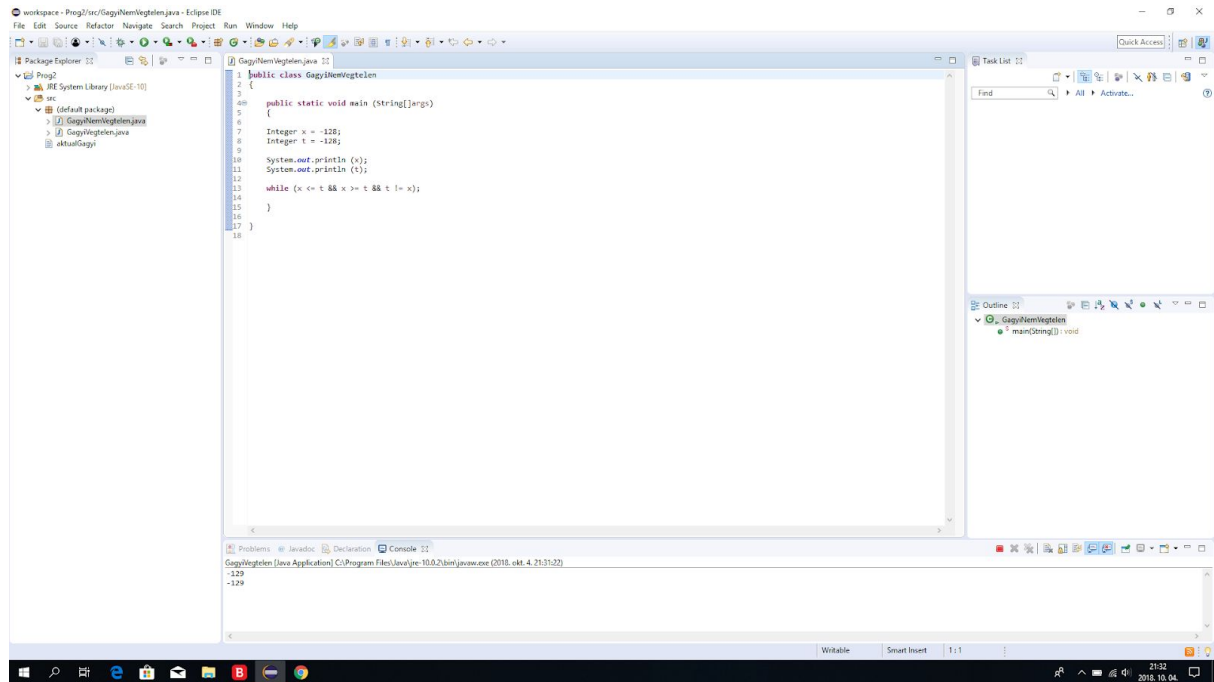 workspace - Prog2/src/GagyiNemVegtelen.java - Eclipse IDE
File Edit Source Refactor Navigate Search Project Run Window Help
Quick Access
Package Explorer
Prog2
JRE System Library [JavaSE-10]
src
(default package)
GagyiNemVegtelen.java
GagyiVegtelen.java
aktualGagyi
GagyiNemVegtelen.java
1 public class GagyiNemVegtelen
2 {
3
4 public static void main (String[]args)
5 {
6
7 Integer x = -128;
8 Integer t = -128;
9
10 System.out.println (x);
11 System.out.println (t);
12
13 while (x <= t && x >= t && t != x);
14
15 }
16
17 }
18
Task List
Find All Activate...
Outline
GagyiNemVegtelen
main(String[]) : void
Problems Javadoc Declaration Console
GagyiVegtelen [Java Application] C:\Program Files\Java\jre-10.0.2\bin\javaw.exe (2018. okt. 4. 21:31:22)
-129
-129
Writable Smart Insert 1 : 1
B
21:32
2018. 10. 04.